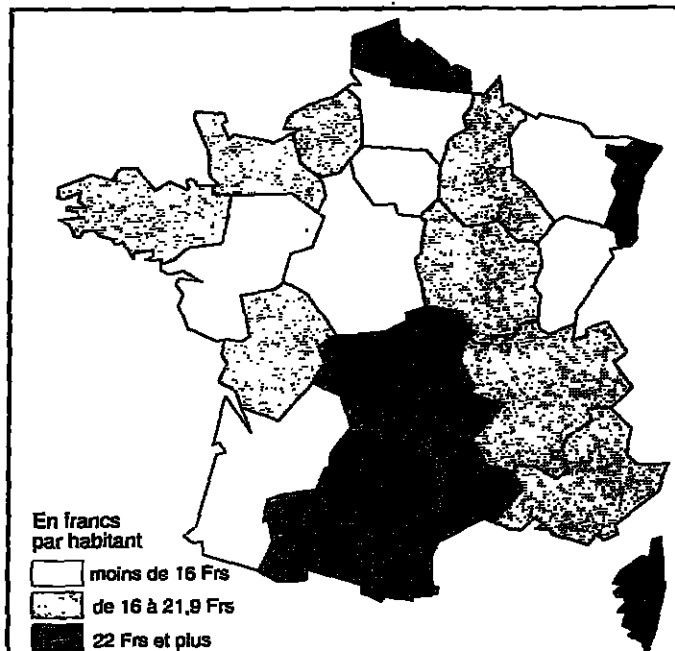 En francs
par habitant
moins de 16 Frs
de 16 à 21,9 Frs
22 Frs et plus